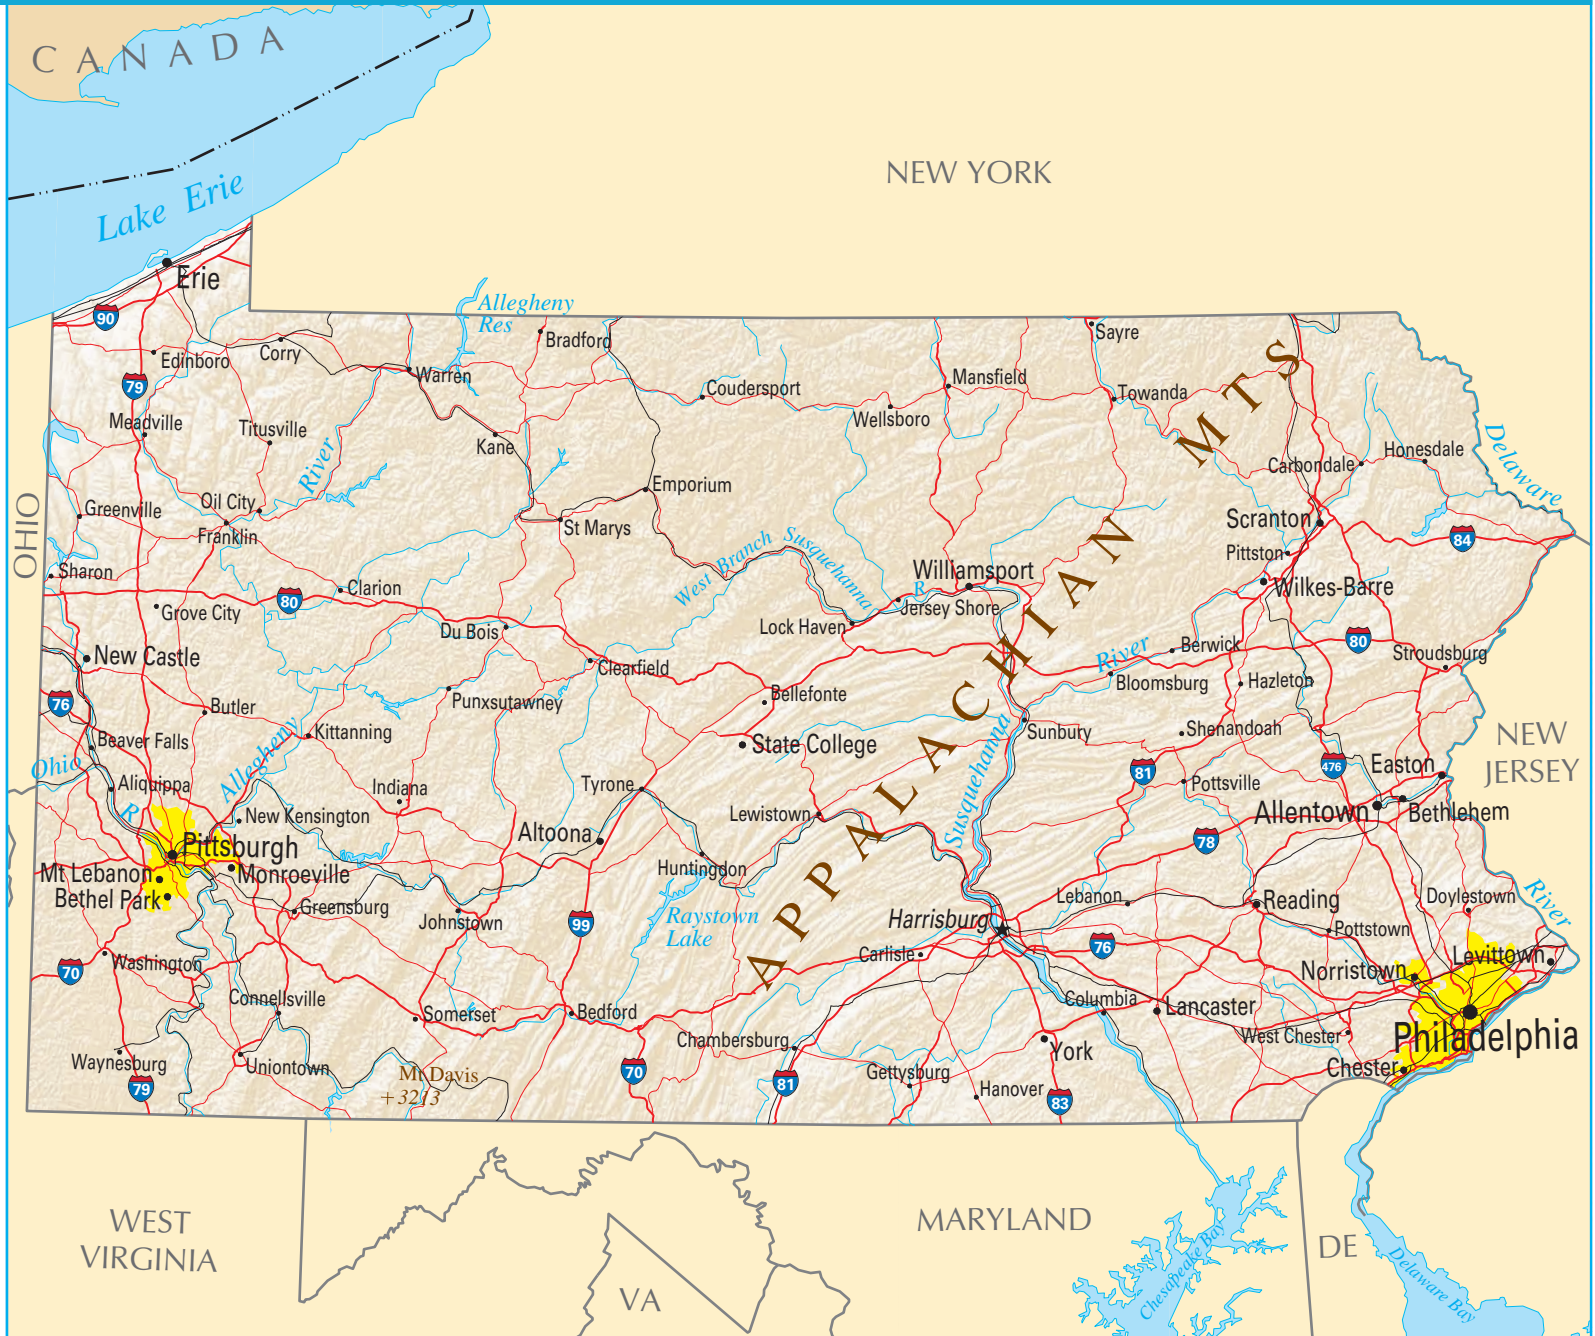 CANADA
NEW YORK
Lake Erie
Erie
90
Allegheny
Res
Bradford
Sayre
Edinboro
Corry
Warren
79
Coudersport
Mansfield
Towanda
Wellsboro
Meadville
Titusville
River
Kane
Carbondale
Honesdale
Delaware
Emporium
Greenville
Oil City
Franklin
St Marys
Scranton
84
Pittston
OHIO
West Branch Susquehanna R
Sharon
Clarion
80
Grove City
Williamsport
Jersey Shore
Wilkes-Barre
Du Bois
Lock Haven
80
Berwick
River
Stroudsburg
New Castle
Clearfield
Bloomsburg
Hazleton
76
Butler
Punxsutawney
Bellefonte
Beaver Falls
Kittanning
State College
Sunbury
Shenandoah
NEW
JERSEY
Ohio
R
Allegheny
Aliquippa
Indiana
Tyrone
Susquehanna
81
Pottsville
476
Easton
New Kensington
Lewistown
Allentown
Bethlehem
Altoona
Pittsburgh
78
Mt Lebanon
Monroeville
Huntingdon
Bethel Park
Greensburg
Johnstown
99
Raystown
Lake
APPALACHIAN MTS
Harrisburg
Lebanon
Reading
Doylestown
River
Pottstown
76
Carlisle
Levittown
70
Washington
Norristown
Connellsville
Somerset
Bedford
Columbia
Lancaster
West Chester
Philadelphia
Chambersburg
York
Waynesburg
Uniontown
Mt Davis
+3213
70
81
Gettysburg
Hanover
83
Chester
79
WEST
VIRGINIA
MARYLAND
DE
VA
Chesapeake Bay
Delaware Bay